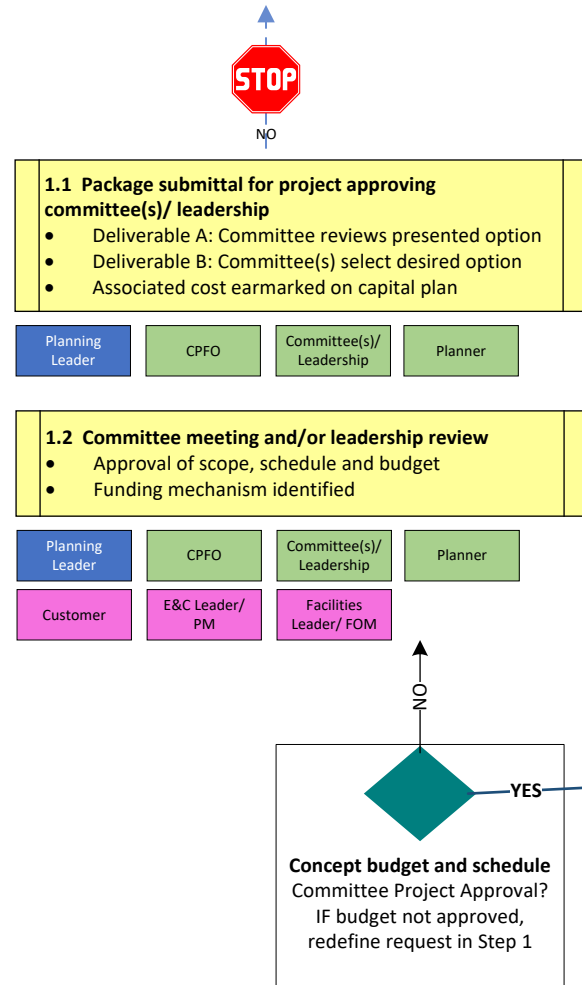 STOP
NO
1.1 Package submittal for project approving
committee(s)/ leadership
• Deliverable A: Committee reviews presented option
• Deliverable B: Committee(s) select desired option
• Associated cost earmarked on capital plan
Planning
Leader
CPFO
Committee(s)/
Leadership
Planner
1.2 Committee meeting and/or leadership review
• Approval of scope, schedule and budget
• Funding mechanism identified
Planning
Leader
CPFO
Committee(s)/
Leadership
Planner
Customer
E&C Leader/
PM
Facilities
Leader/ FOM
NO
YES
Concept budget and schedule
Committee Project Approval?
IF budget not approved,
redefine request in Step 1